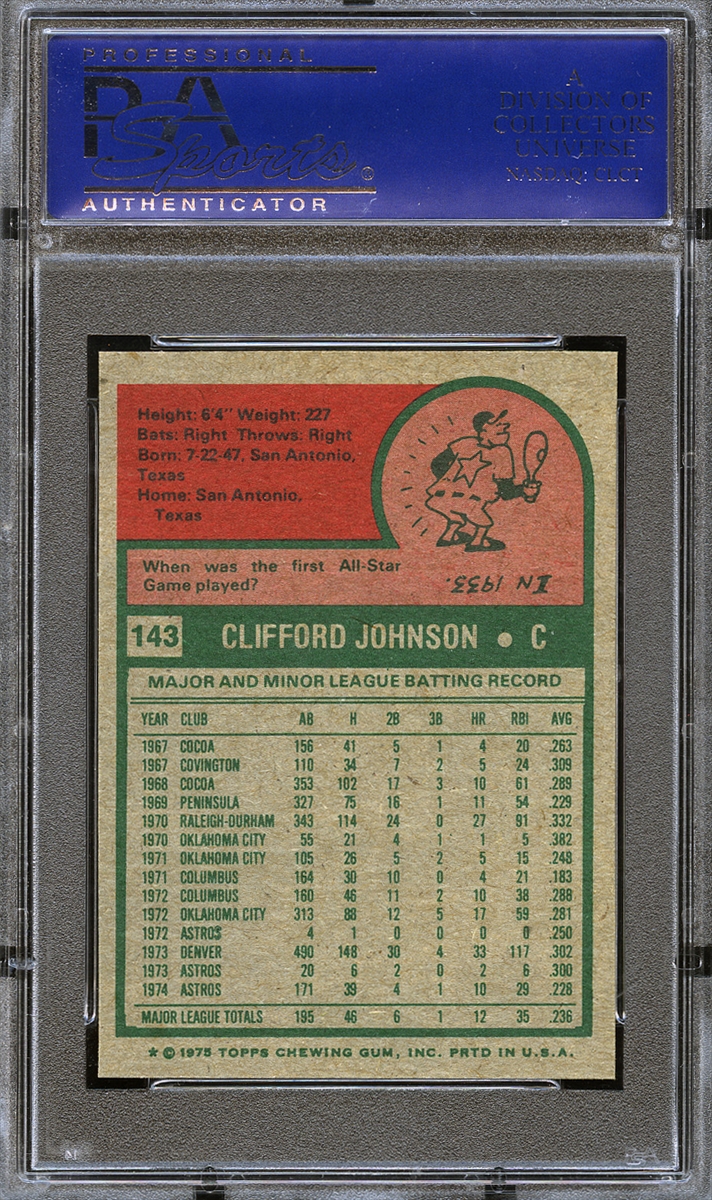 PROFESSIONAL
PSA
Sports®
AUTHENTICATOR
A
DIVISION OF
COLLECTORS
UNIVERSE
NASDAQ: CLCT
Height: 6'4" Weight: 227
Bats: Right Throws: Right
Born: 7-22-47, San Antonio,
Texas
Home: San Antonio,
Texas
When was the first All-Star
Game played?
IN 1933.
143 CLIFFORD JOHNSON • C
MAJOR AND MINOR LEAGUE BATTING RECORD
YEAR CLUB AB H 2B 3B HR RBI AVG
1967 COCOA 156 41 5 1 4 20 .263
1967 COVINGTON 110 34 7 2 5 24 .309
1968 COCOA 353 102 17 3 10 61 .289
1969 PENINSULA 327 75 16 1 11 54 .229
1970 RALEIGH-DURHAM 343 114 24 0 27 91 .332
1970 OKLAHOMA CITY 55 21 4 1 1 5 .382
1971 OKLAHOMA CITY 105 26 5 2 5 15 .248
1971 COLUMBUS 164 30 10 0 4 21 .183
1972 COLUMBUS 160 46 11 2 10 38 .288
1972 OKLAHOMA CITY 313 88 12 5 17 59 .281
1972 ASTROS 4 1 0 0 0 0 .250
1973 DENVER 490 148 30 4 33 117 .302
1973 ASTROS 20 6 2 0 2 6 .300
1974 ASTROS 171 39 4 1 10 29 .228
MAJOR LEAGUE TOTALS 195 46 6 1 12 35 .236
★ © 1975 TOPPS CHEWING GUM, INC. PRTD IN U.S.A.